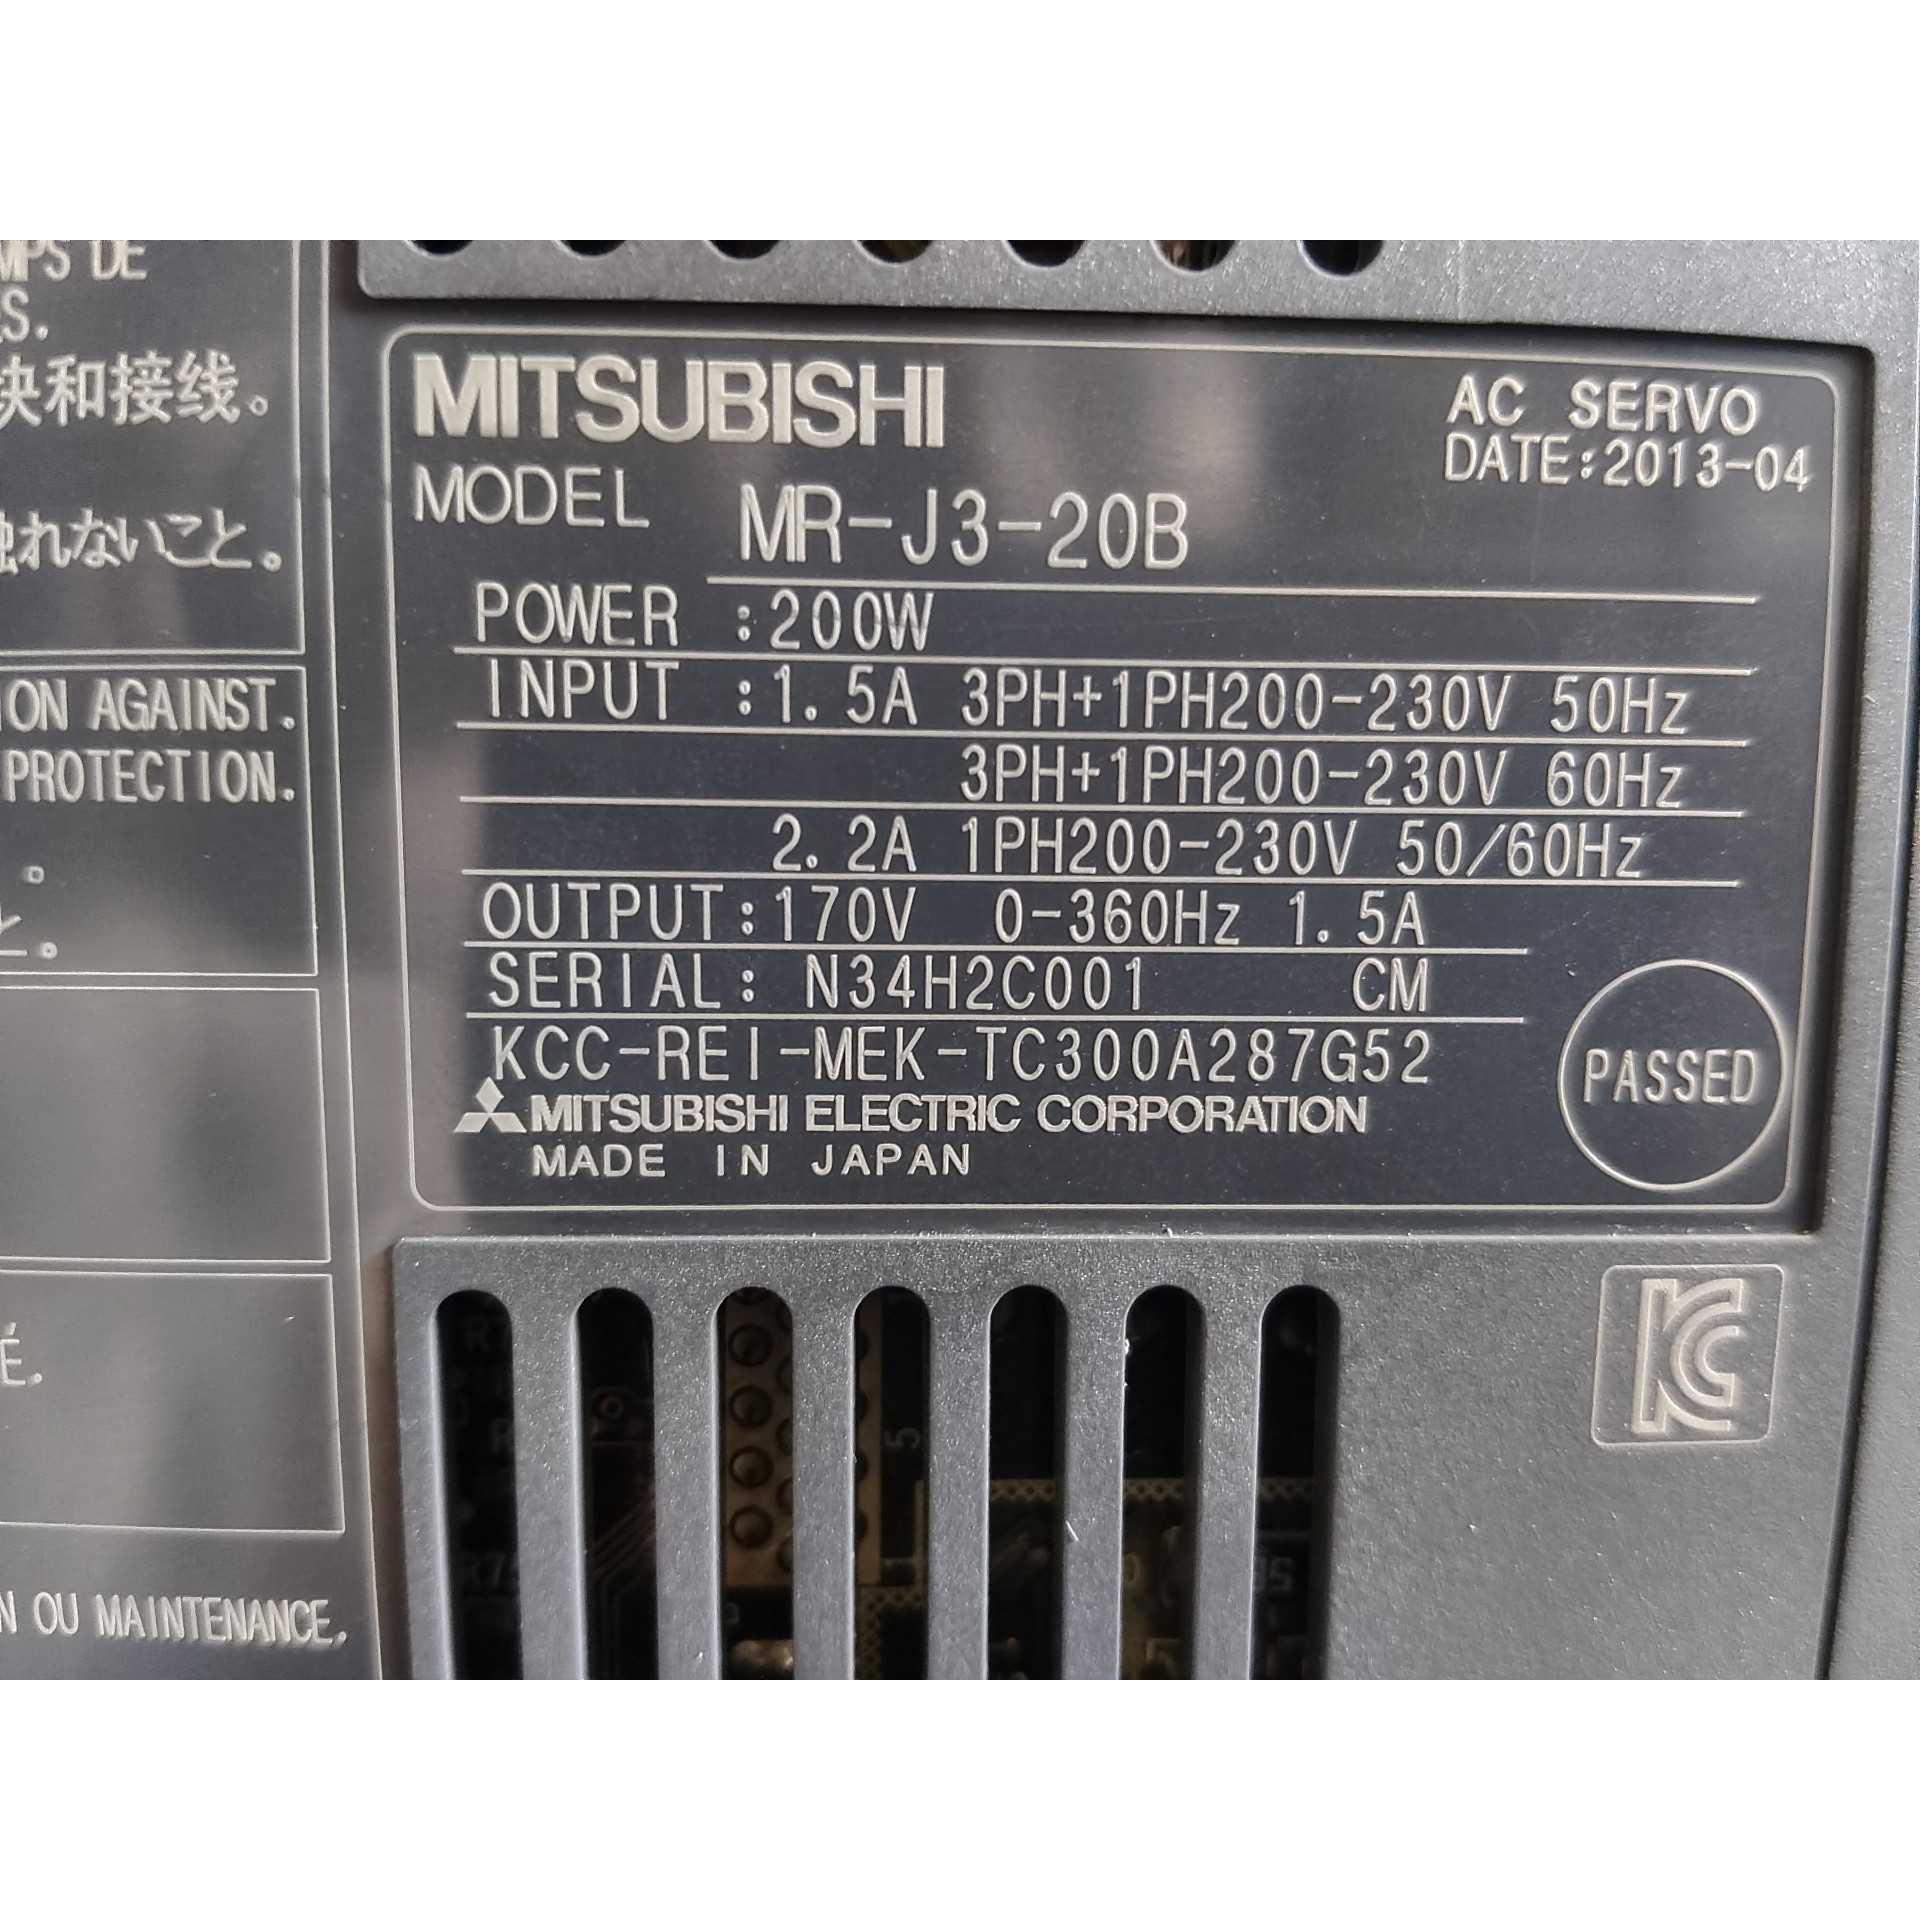 MPS DE
RS.
块和接线。
触れないこと。
ION AGAINST.
PROTECTION.
。
と。
É.
N OU MAINTENANCE.
MITSUBISHI
AC SERVO
DATE:2013-04
MODEL MR-J3-20B
POWER :200W
INPUT :1.5A 3PH+1PH200-230V 50Hz
3PH+1PH200-230V 60Hz
2.2A 1PH200-230V 50/60Hz
OUTPUT:170V 0-360Hz 1.5A
SERIAL: N34H2C001 CM
KCC-REI-MEK-TC300A287G52
MITSUBISHI ELECTRIC CORPORATION
MADE IN JAPAN
PASSED
KC